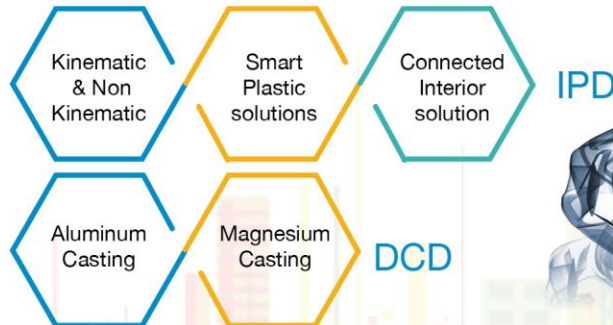 Kinematic
& Non
Kinematic
Smart
Plastic
solutions
Connected
Interior
solution
IPD
Aluminum
Casting
Magnesium
Casting
DCD